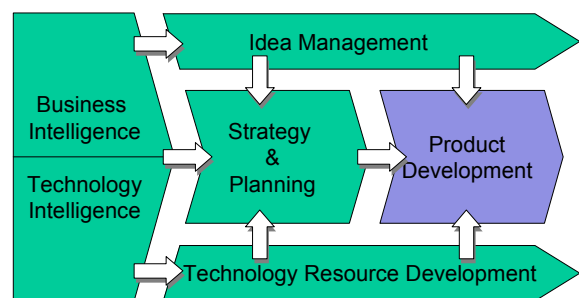 Idea Management
Business
Intelligence
Technology
Intelligence
Strategy
&
Planning
Product
Development
Technology Resource Development